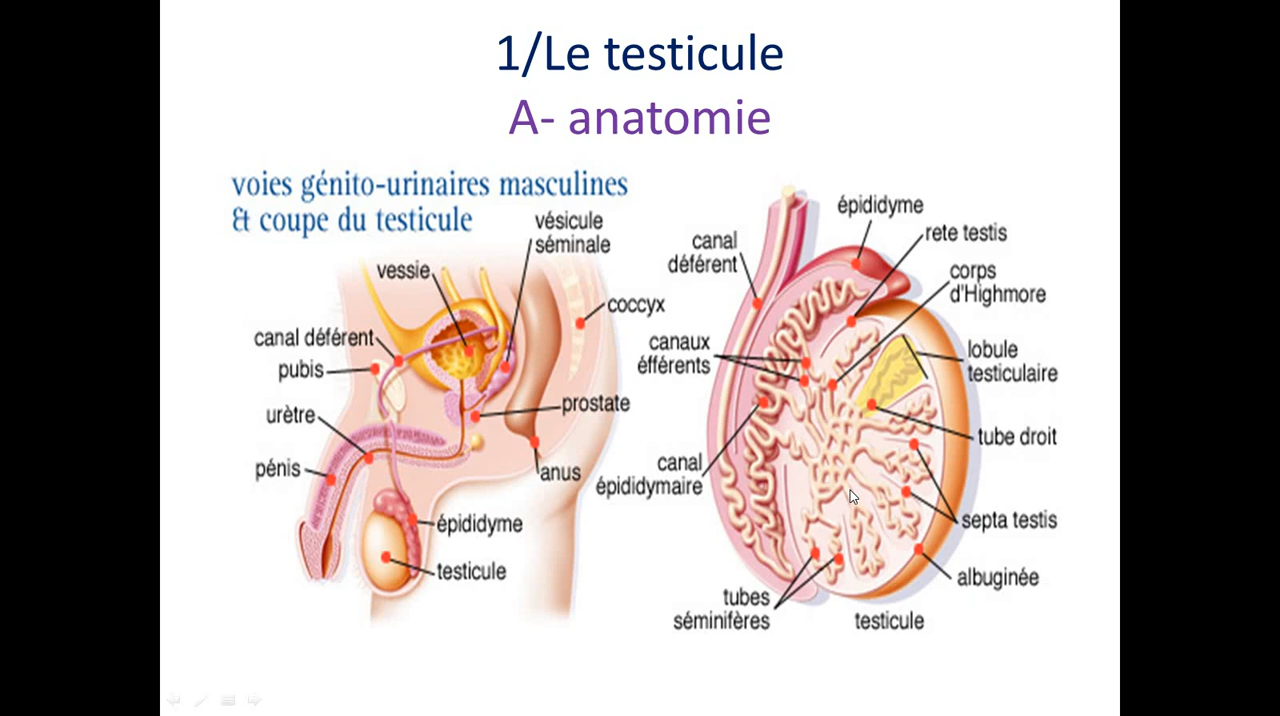 1/Le testicule
A- anatomie
voies génito-urinaires masculines
& coupe du testicule
vésicule
séminale
vessie
coccyx
canal déférent
pubis
urètre
prostate
pénis
anus
épididyme
testicule
épididyme
rete testis
canal
déférent
corps
d'Highmore
canaux
éfférents
lobule
testiculaire
tube droit
canal
épididymaire
septa testis
albuginée
tubes
séminifères
testicule